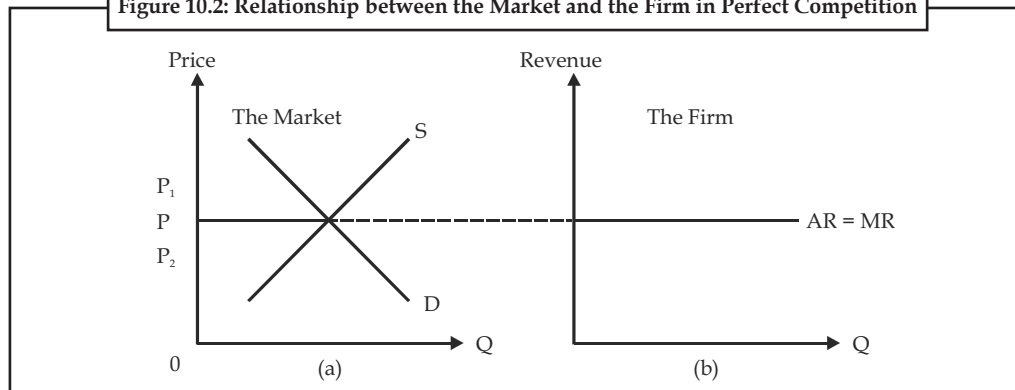 Figure 10.2: Relationship between the Market and the Firm in Perfect Competition
Price
Revenue
The Market
The Firm
S
P₁
P
AR = MR
P₂
D
Q
Q
0
(a)
(b)